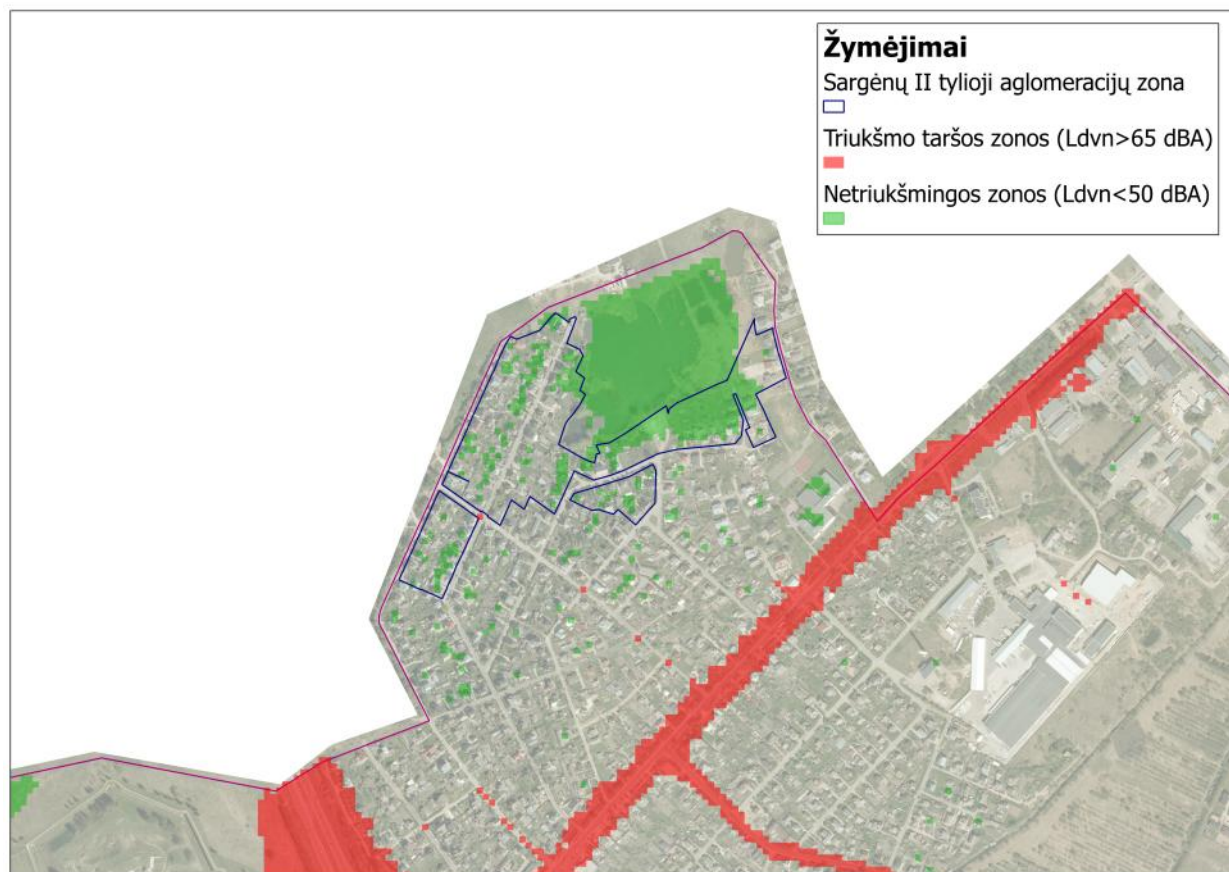 Žymėjimai
Sargėnų II tylioji aglomeracijų zona
Triukšmo taršos zonos (Ldvn>65 dBA)
Netriukšmingos zonos (Ldvn<50 dBA)